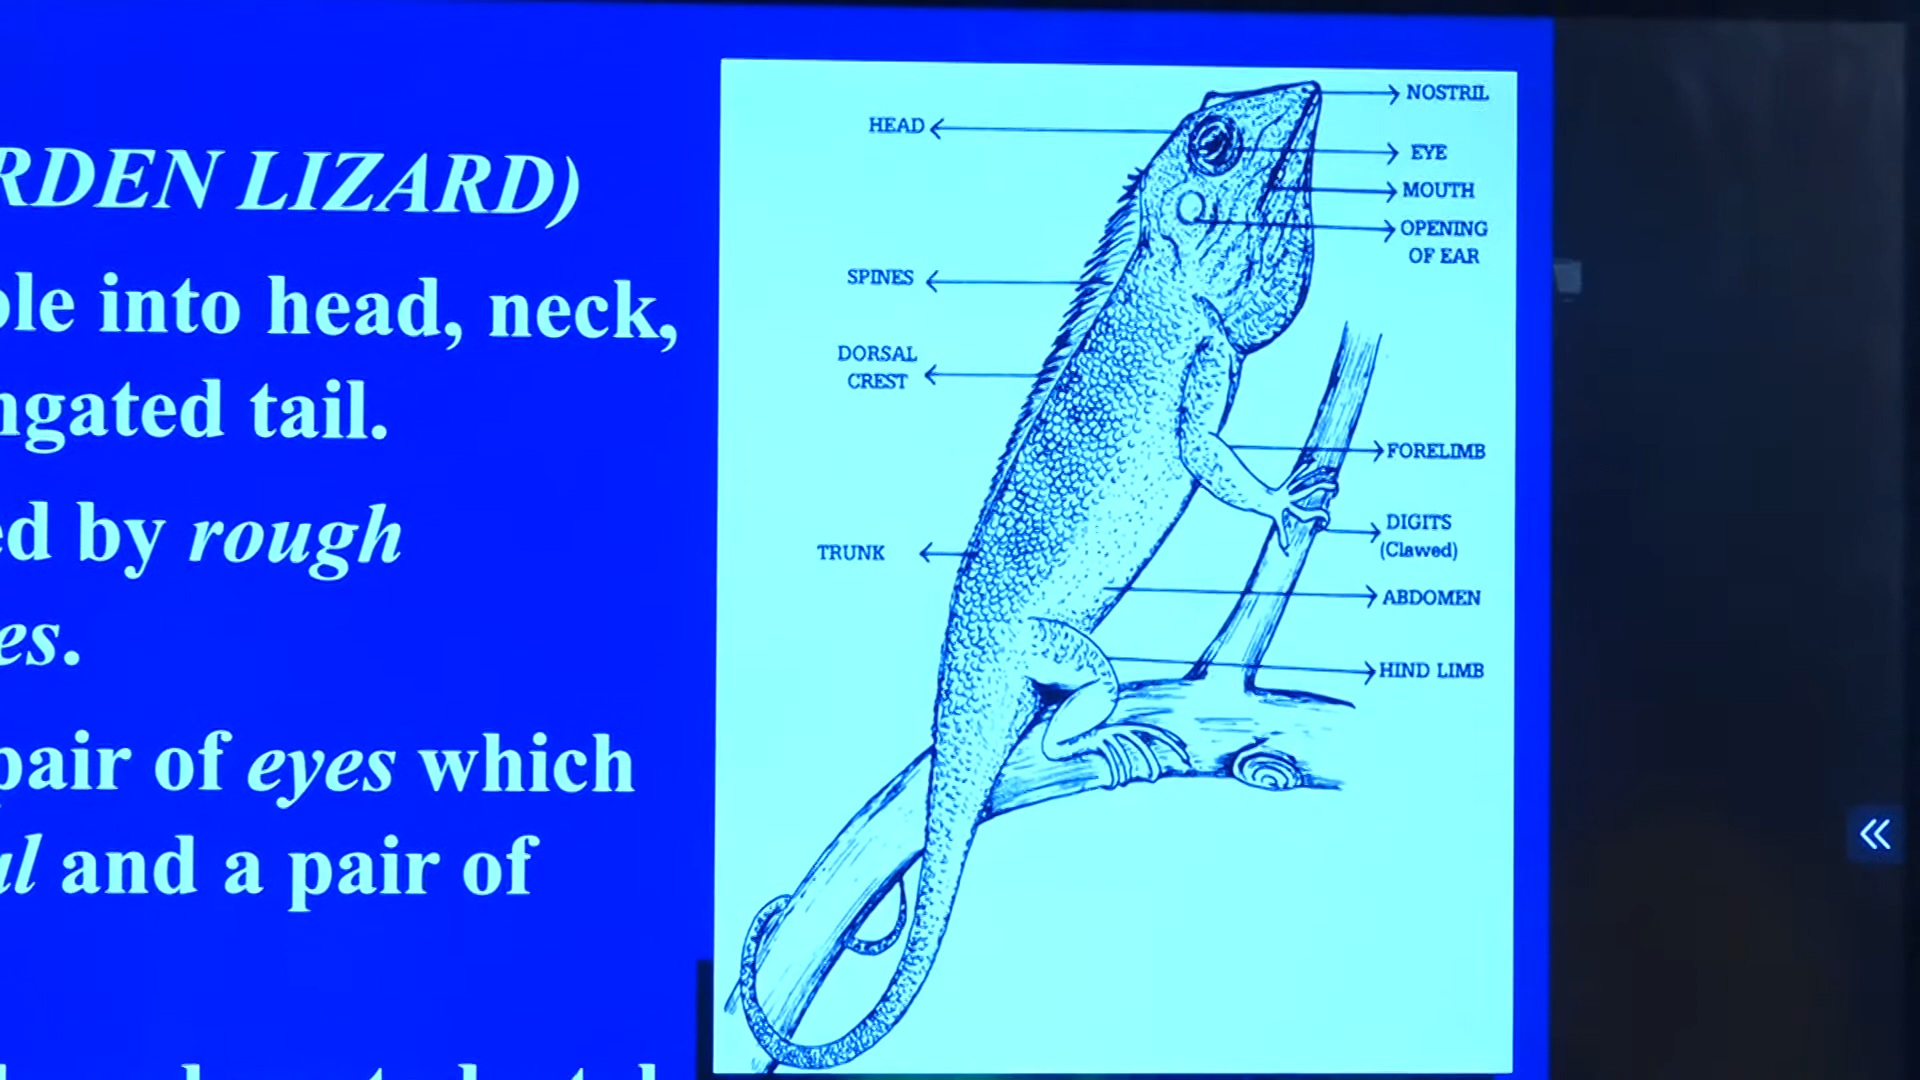 RDEN LIZARD)
into head, neck,
ngated tail.
ed by rough
es.
pair of eyes which
al and a pair of
HEAD
SPINES
DORSAL
CREST
TRUNK
NOSTRIL
EYE
MOUTH
OPENING
OF EAR
FORELIMB
DIGITS
(Clawed)
ABDOMEN
HIND LIMB